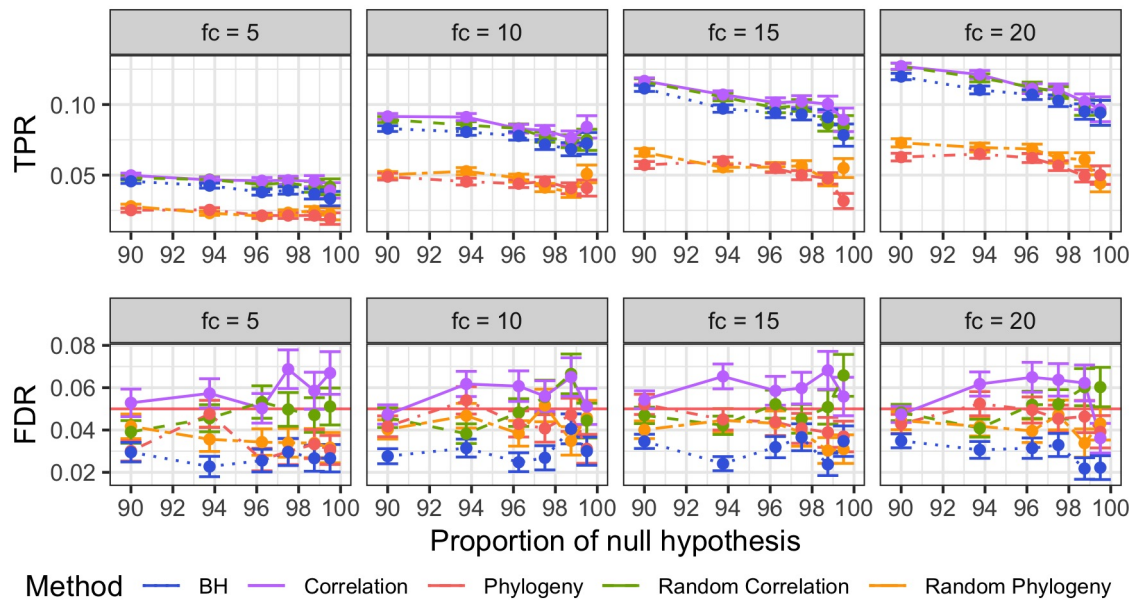 fc = 5 fc = 10 fc = 15 fc = 20
TPR
0.10
0.05
90 92 94 96 98 100 90 92 94 96 98 100 90 92 94 96 98 100 90 92 94 96 98 100
fc = 5 fc = 10 fc = 15 fc = 20
FDR
0.08
0.06
0.04
0.02
90 92 94 96 98 100 90 92 94 96 98 100 90 92 94 96 98 100 90 92 94 96 98 100
Proportion of null hypothesis
Method BH Correlation Phylogeny Random Correlation Random Phylogeny